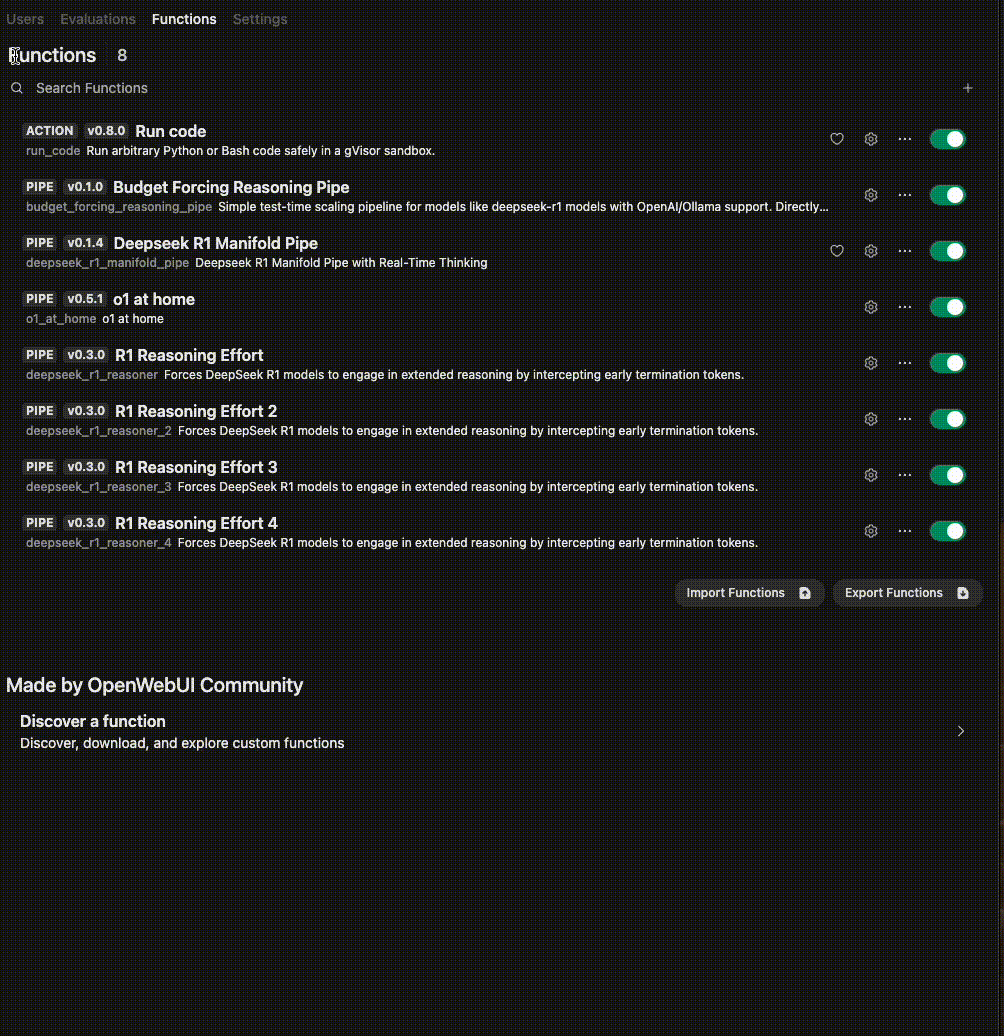 Users Evaluations Functions Settings
Functions 8
Search Functions
ACTION v0.8.0 Run code
run_code Run arbitrary Python or Bash code safely in a gVisor sandbox.
PIPE v0.1.0 Budget Forcing Reasoning Pipe
budget_forcing_reasoning_pipe Simple test-time scaling pipeline for models like deepseek-r1 models with OpenAI/Ollama support. Directly...
PIPE v0.1.4 Deepseek R1 Manifold Pipe
deepseek_r1_manifold_pipe Deepseek R1 Manifold Pipe with Real-Time Thinking
PIPE v0.5.1 o1 at home
o1_at_home o1 at home
PIPE v0.3.0 R1 Reasoning Effort
deepseek_r1_reasoner Forces DeepSeek R1 models to engage in extended reasoning by intercepting early termination tokens.
PIPE v0.3.0 R1 Reasoning Effort 2
deepseek_r1_reasoner_2 Forces DeepSeek R1 models to engage in extended reasoning by intercepting early termination tokens.
PIPE v0.3.0 R1 Reasoning Effort 3
deepseek_r1_reasoner_3 Forces DeepSeek R1 models to engage in extended reasoning by intercepting early termination tokens.
PIPE v0.3.0 R1 Reasoning Effort 4
deepseek_r1_reasoner_4 Forces DeepSeek R1 models to engage in extended reasoning by intercepting early termination tokens.
Import Functions Export Functions
Made by OpenWebUI Community
Discover a function
Discover, download, and explore custom functions